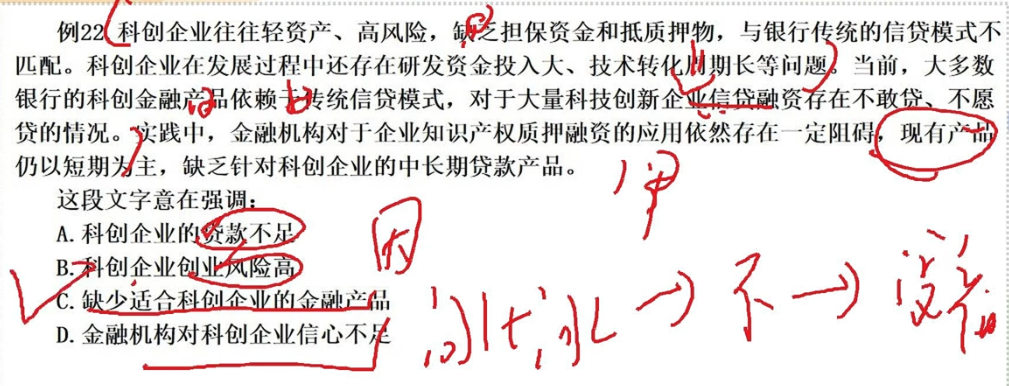 例22 科创企业往往轻资产、高风险，缺乏担保资金和抵质押物，与银行传统的信贷模式不
匹配。科创企业在发展过程中还存在研发资金投入大、技术转化周期长等问题。当前，大多数
银行的科创金融产品依赖于传统信贷模式，对于大量科技创新企业信贷融资存在不敢贷、不愿
贷的情况。实践中，金融机构对于企业知识产权质押融资的应用依然存在一定阻碍，现有产品
仍以短期为主，缺乏针对科创企业的中长期贷款产品。
这段文字意在强调：
A. 科创企业的贷款不足
B. 科创企业创业风险高
C. 缺少适合科创企业的金融产品
D. 金融机构对科创企业信心不足
因